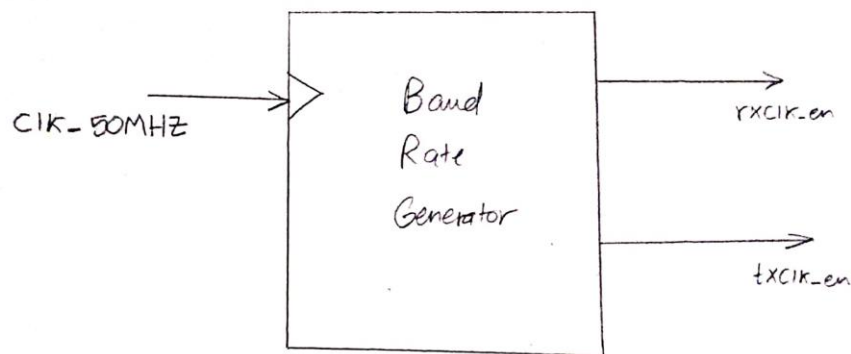 Clk_50MHZ
Baud
Rate
Generator
rxclk_en
txclk_en